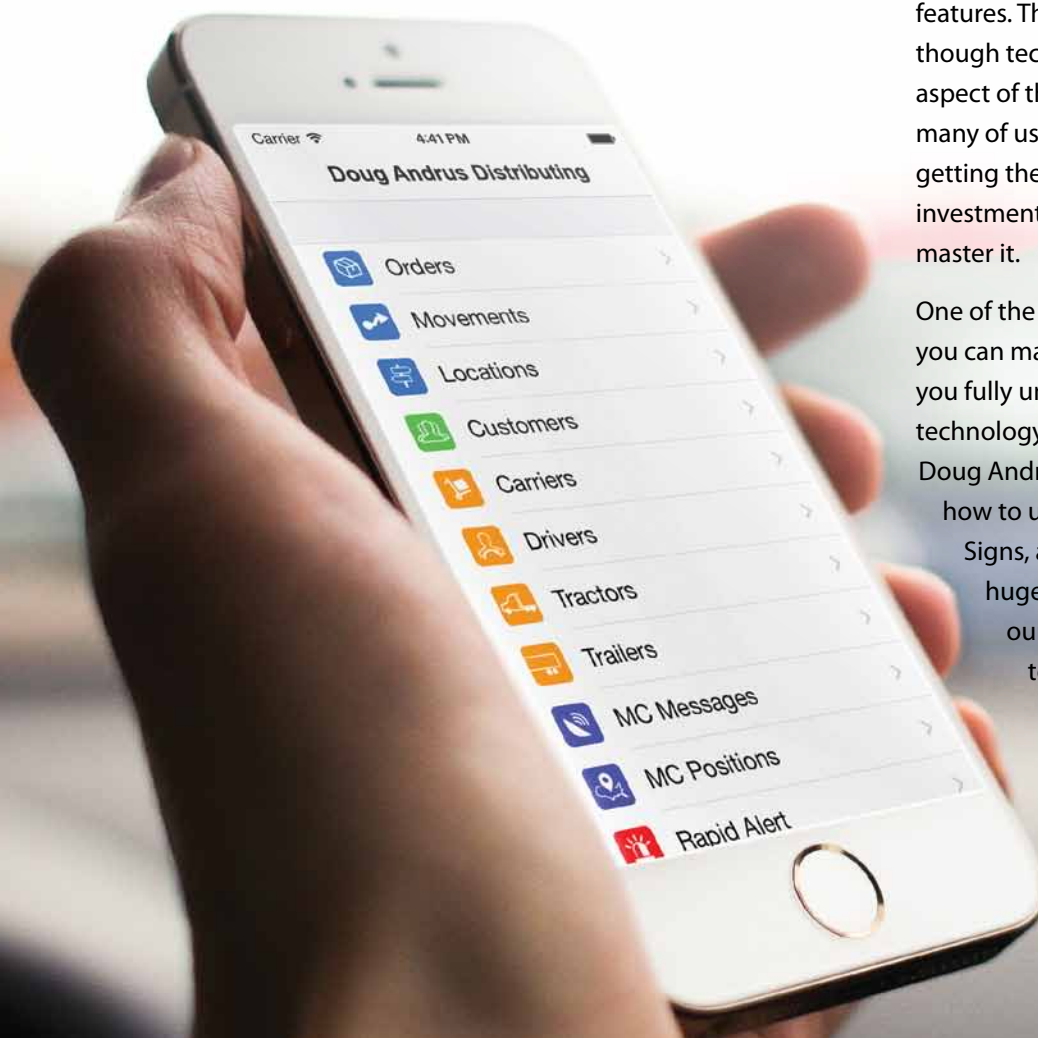 Carrier 4:41 PM
Doug Andrus Distributing
Orders
Movements
Locations
Customers
Carriers
Drivers
Tractors
Trailers
MC Messages
MC Positions
Rapid Alert
features. Th
though tec
aspect of th
many of us
getting the
investment
master it.
One of the
you can ma
you fully un
technology
Doug Andr
how to u
Signs, a
huge
ou
t